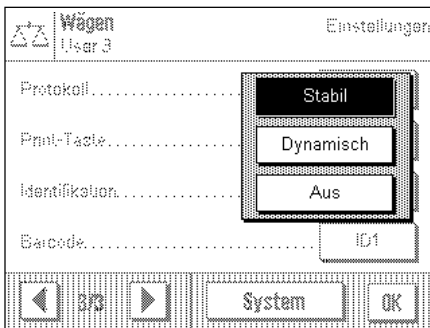 Wägen Einstellungen
User 3
Protokoll
Stabil
Print-Taste
Dynamisch
Identifikation
Aus
Barcode ID1
3/3 System OK